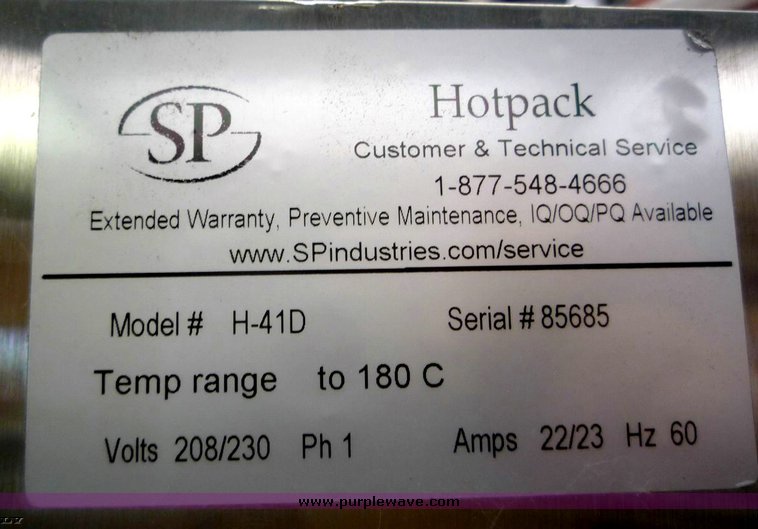 SP
Hotpack
Customer & Technical Service
1-877-548-4666
Extended Warranty, Preventive Maintenance, IQ/OQ/PQ Available
www.SPindustries.com/service
Model # H-41D Serial # 85685
Temp range to 180 C
Volts 208/230 Ph 1 Amps 22/23 Hz 60
www.purplewave.com